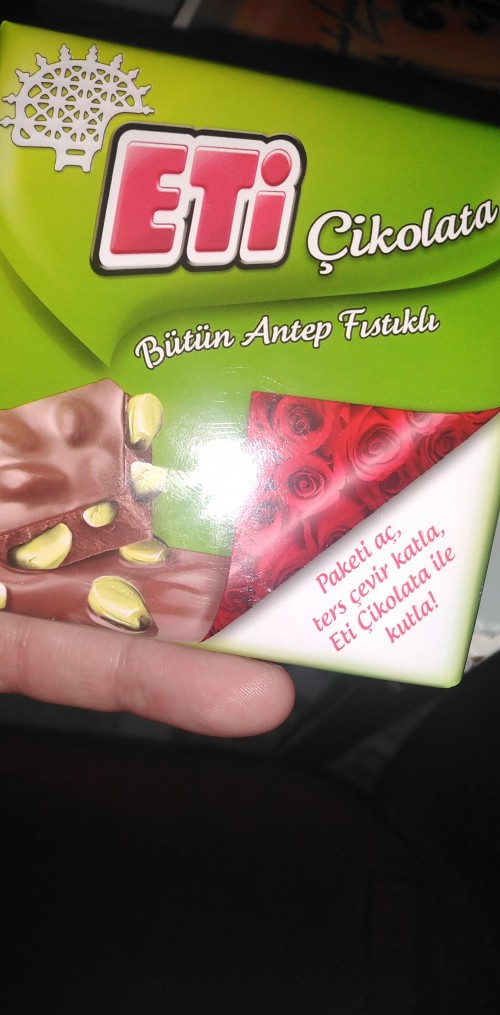 ETİ
Çikolata
Bütün Antep Fıstıklı
Paketi aç,
ters çevir katla,
Eti Çikolata ile
kutla!